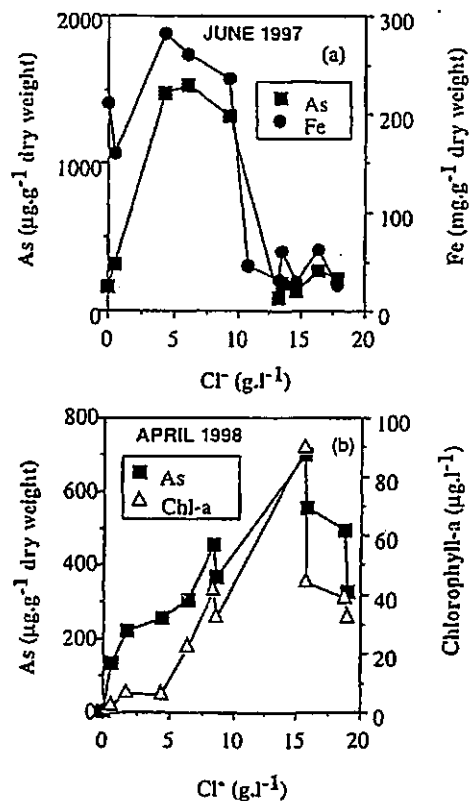 JUNE 1997
(a)
As
Fe
2000
1000
0
300
200
100
0
As (µg.g⁻¹ dry weight)
Fe (mg.g⁻¹ dry weight)
0 5 10 15 20
Cl⁻ (g.l⁻¹)
APRIL 1998
(b)
As
Chl-a
800
700
600
400
300
200
0
100
80
60
40
20
0
As (µg.g⁻¹ dry weight)
Chlorophyll-a (µg.l⁻¹)
0 5 10 15 20
Cl⁻ (g.l⁻¹)